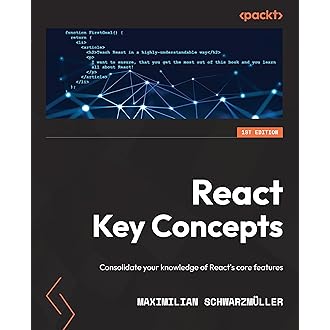 <packt>
function FirstGoal() {
return (
<li>
<article>
<h2>Teach React in a highly-understandable way</h2>
<p>
I want to ensure, that you get the most out of this book and you learn
all about React!
</p>
</article>
</li>
);
}
1ST EDITION
React
Key Concepts
Consolidate your knowledge of React's core features
MAXIMILIAN SCHWARZMÜLLER